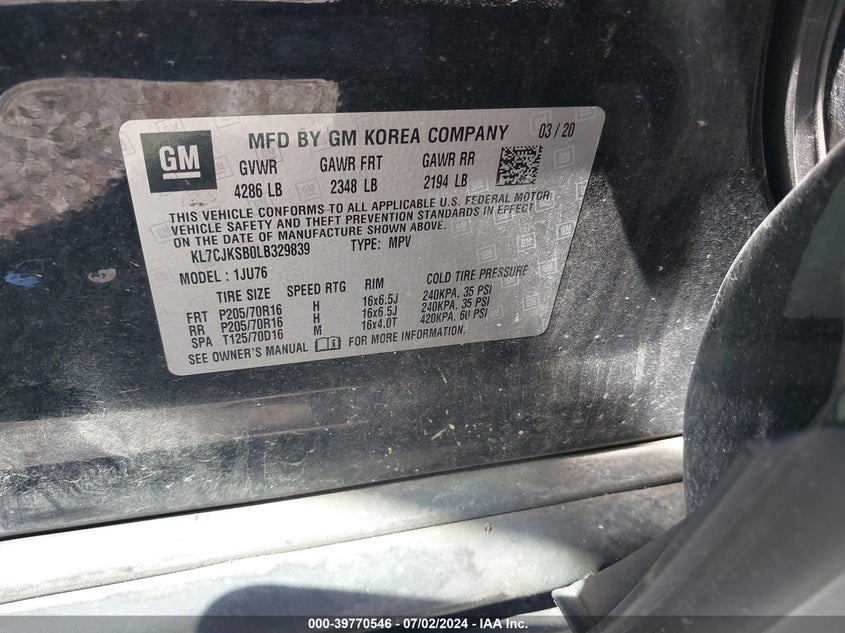 GM
MFD BY GM KOREA COMPANY 03/20
GVWR GAWR FRT GAWR RR
4286 LB 2348 LB 2194 LB
THIS VEHICLE CONFORMS TO ALL APPLICABLE U.S. FEDERAL MOTOR
VEHICLE SAFETY AND THEFT PREVENTION STANDARDS IN EFFECT
ON THE DATE OF MANUFACTURE SHOWN ABOVE.
KL7CJKSB0LB329839 TYPE: MPV
MODEL: 1JU76
TIRE SIZE SPEED RTG RIM COLD TIRE PRESSURE
FRT P205/70R16 H 16x6.5J 240KPA, 35 PSI
RR P205/70R16 H 16x6.5J 240KPA, 35 PSI
SPA T125/70D16 M 16x4.0T 420KPA, 60 PSI
SEE OWNER'S MANUAL FOR MORE INFORMATION.
000-39770546 / 07/02/2024 - © IAA Inc.